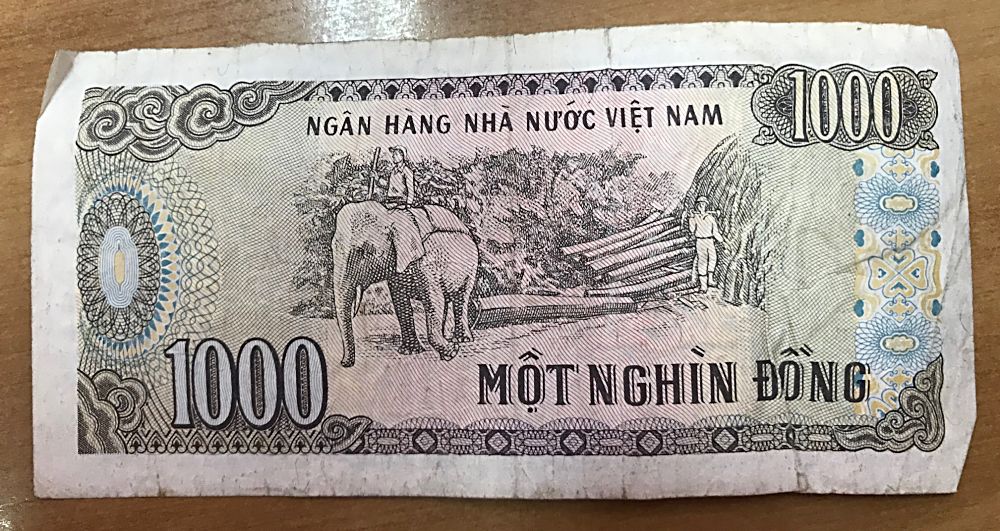 1000
NGÂN HÀNG NHÀ NƯỚC VIỆT NAM
1000
MỘT NGHÌN ĐỒNG